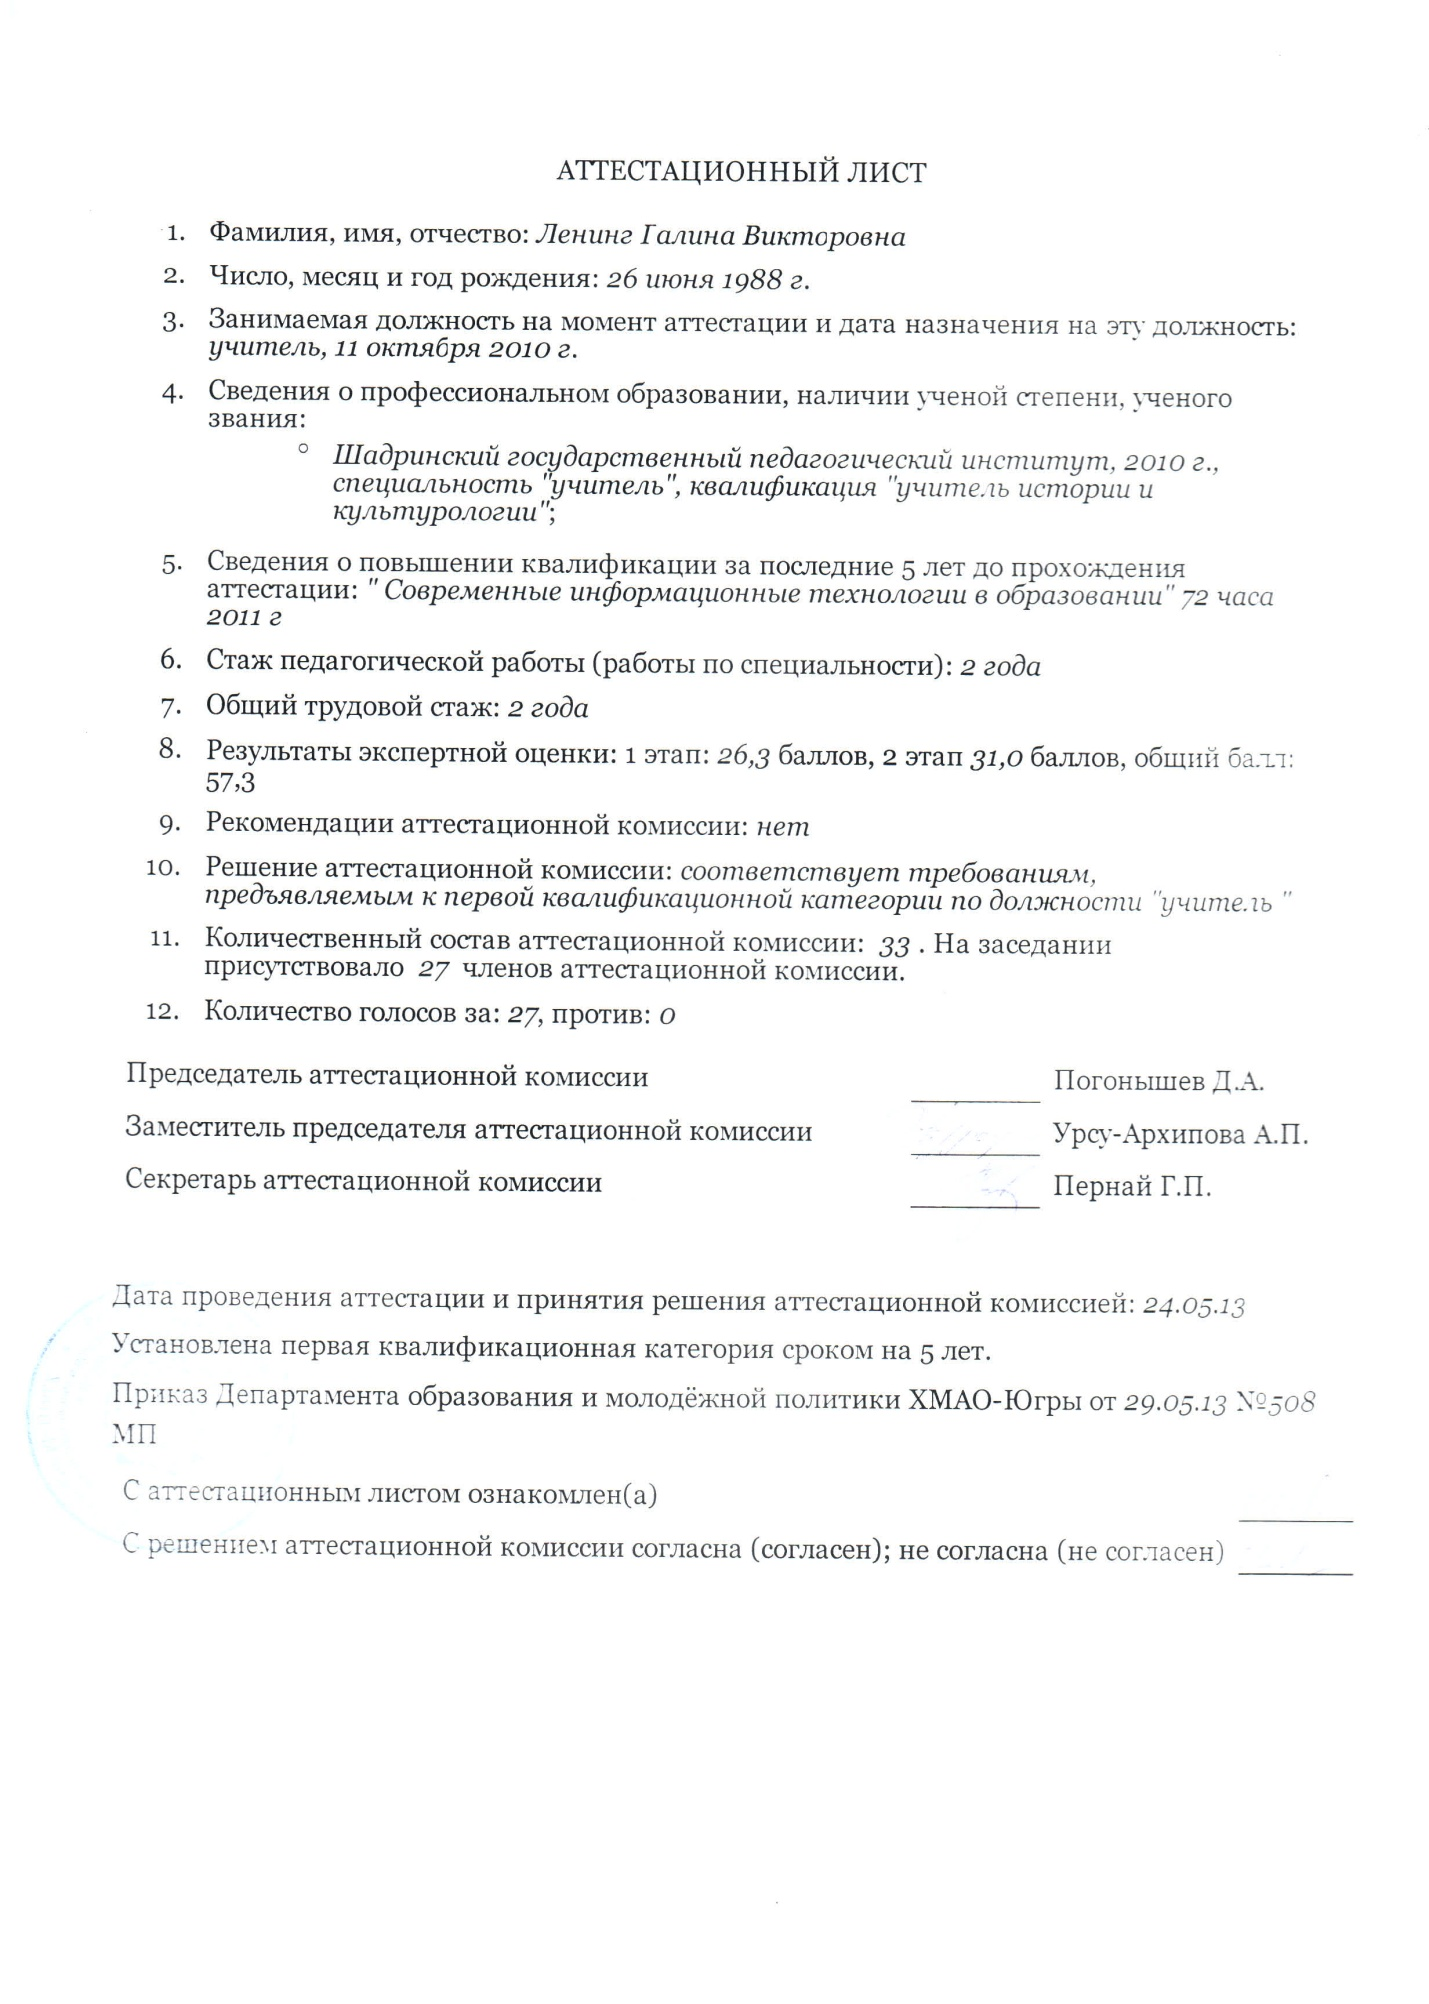 АТТЕСТАЦИОННЫЙ ЛИСТ
1. Фамилия, имя, отчество: Ленинг Галина Викторовна
2. Число, месяц и год рождения: 26 июня 1988 г.
3. Занимаемая должность на момент аттестации и дата назначения на эту должность:
учитель, 11 октября 2010 г.
4. Сведения о профессиональном образовании, наличии ученой степени, ученого
звания:
° Шадринский государственный педагогический институт, 2010 г.,
специальность "учитель", квалификация "учитель истории и
культурологии";
5. Сведения о повышении квалификации за последние 5 лет до прохождения
аттестации: " Современные информационные технологии в образовании" 72 часа
2011 г
6. Стаж педагогической работы (работы по специальности): 2 года
7. Общий трудовой стаж: 2 года
8. Результаты экспертной оценки: 1 этап: 26,3 баллов, 2 этап 31,0 баллов, общий балл:
57,3
9. Рекомендации аттестационной комиссии: нет
10. Решение аттестационной комиссии: соответствует требованиям,
предъявляемым к первой квалификационной категории по должности "учитель "
11. Количественный состав аттестационной комиссии: 33 . На заседании
присутствовало 27 членов аттестационной комиссии.
12. Количество голосов за: 27, против: 0
Председатель аттестационной комиссии Погонышев Д.А.
Заместитель председателя аттестационной комиссии Урсу-Архипова А.П.
Секретарь аттестационной комиссии Пернай Г.П.
Дата проведения аттестации и принятия решения аттестационной комиссией: 24.05.13
Установлена первая квалификационная категория сроком на 5 лет.
Приказ Департамента образования и молодёжной политики ХМАО-Югры от 29.05.13 №508
МП
С аттестационным листом ознакомлен(а)
С решением аттестационной комиссии согласна (согласен); не согласна (не согласен)